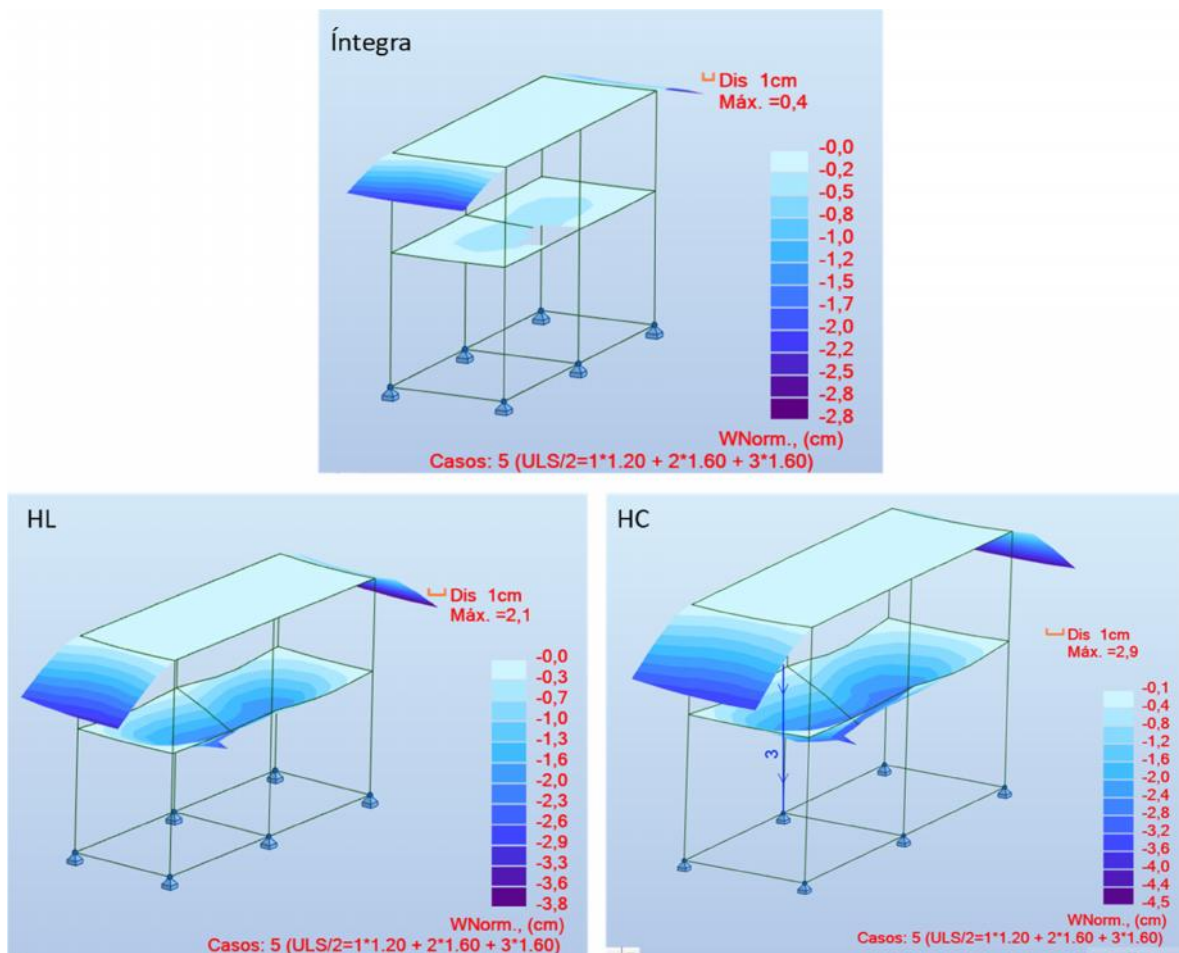 Íntegra
Dis 1cm
Máx. =0,4
-0,0
-0,2
-0,5
-0,8
-1,0
-1,2
-1,5
-1,7
-2,0
-2,2
-2,5
-2,8
-2,8
WNorm., (cm)
Casos: 5 (ULS/2=1*1.20 + 2*1.60 + 3*1.60)
HL
Dis 1cm
Máx. =2,1
-0,0
-0,3
-0,7
-1,0
-1,3
-1,6
-2,0
-2,3
-2,6
-2,9
-3,3
-3,6
-3,8
WNorm., (cm)
Casos: 5 (ULS/2=1*1.20 + 2*1.60 + 3*1.60)
HC
Dis 1cm
Máx. =2,9
3
-0,1
-0,4
-0,8
-1,2
-1,6
-2,0
-2,4
-2,8
-3,2
-3,6
-4,0
-4,4
-4,5
WNorm., (cm)
Casos: 5 (ULS/2=1*1.20 + 2*1.60 + 3*1.60)